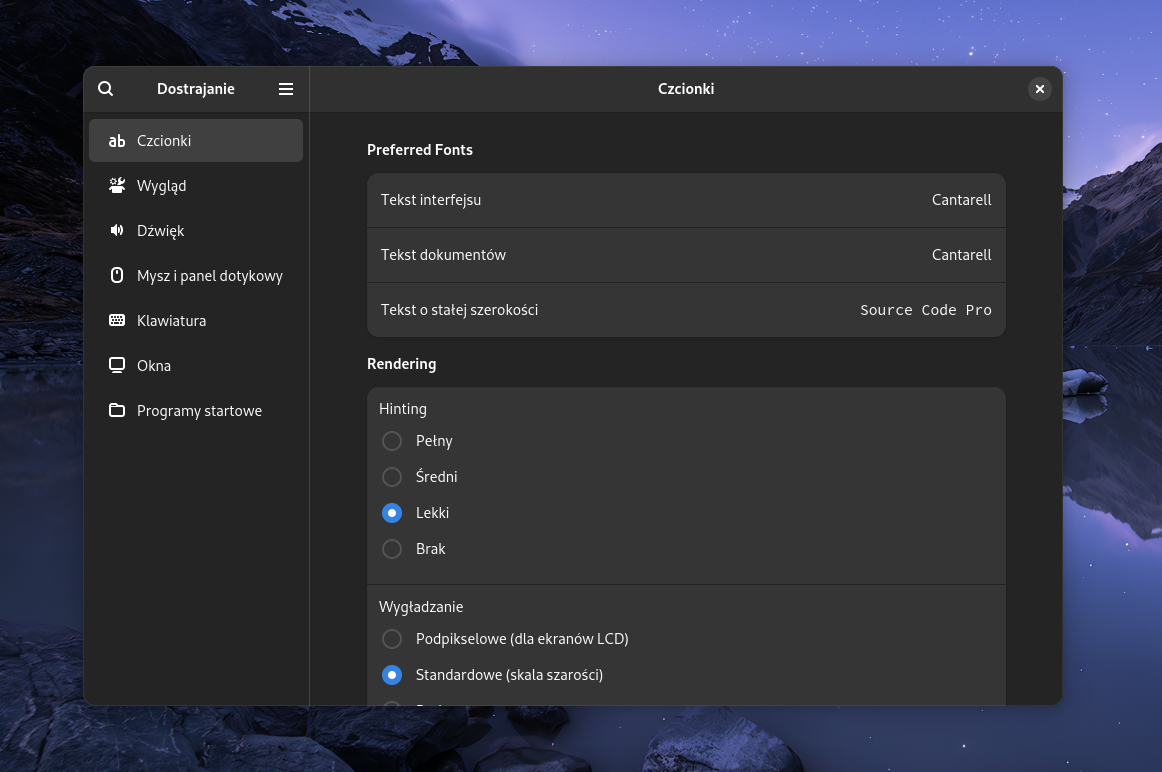 Dostrajanie
Czcionki
ab Czcionki
Wygląd
Dźwięk
Mysz i panel dotykowy
Klawiatura
Okna
Programy startowe
Preferred Fonts
Tekst interfejsu Cantarell
Tekst dokumentów Cantarell
Tekst o stałej szerokości Source Code Pro
Rendering
Hinting
Pełny
Średni
Lekki
Brak
Wygładzanie
Podpikselowe (dla ekranów LCD)
Standardowe (skala szarości)